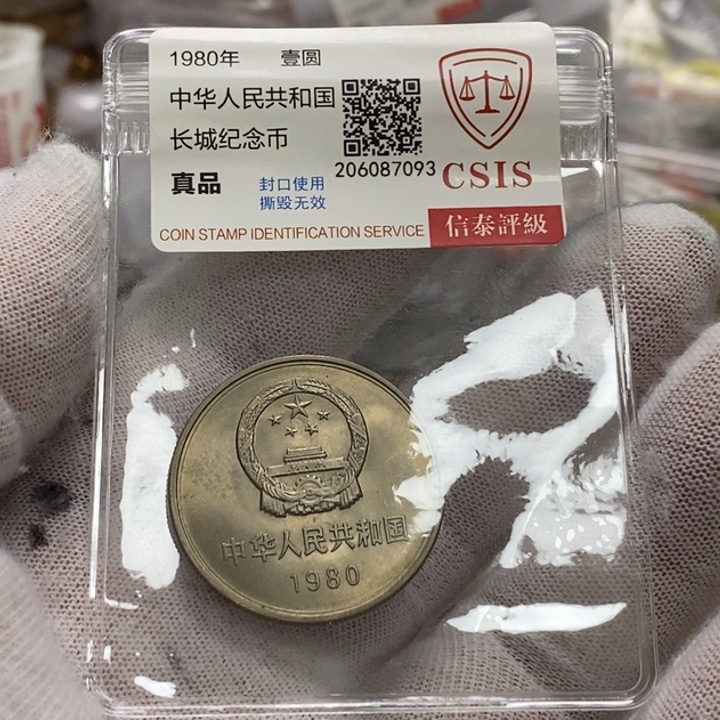 1980年 壹圆
中华人民共和国
长城纪念币
206087093
真品
封口使用
撕毁无效
CSIS
COIN STAMP IDENTIFICATION SERVICE
信泰評級
中华人民共和国
1980